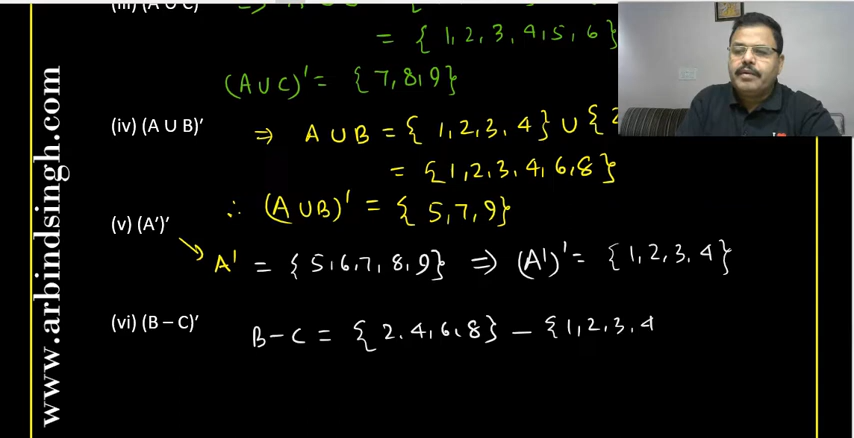 (iii) (A ∪ C)
= { 1, 2, 3, 4, 5, 6
(A ∪ C)′ = { 7, 8, 9 }
(iv) (A ∪ B)′ ⇒ A ∪ B = { 1, 2, 3, 4 } ∪ { 2
= { 1, 2, 3, 4, 6, 8 }
∴ (A ∪ B)′ = { 5, 7, 9 }
(v) (A′)′
A′ = { 5, 6, 7, 8, 9 } ⇒ (A′)′ = { 1, 2, 3, 4 }
(vi) (B – C)′ B – C = { 2. 4, 6, 8 } – { 1, 2, 3, 4
www.arbindsingh.com